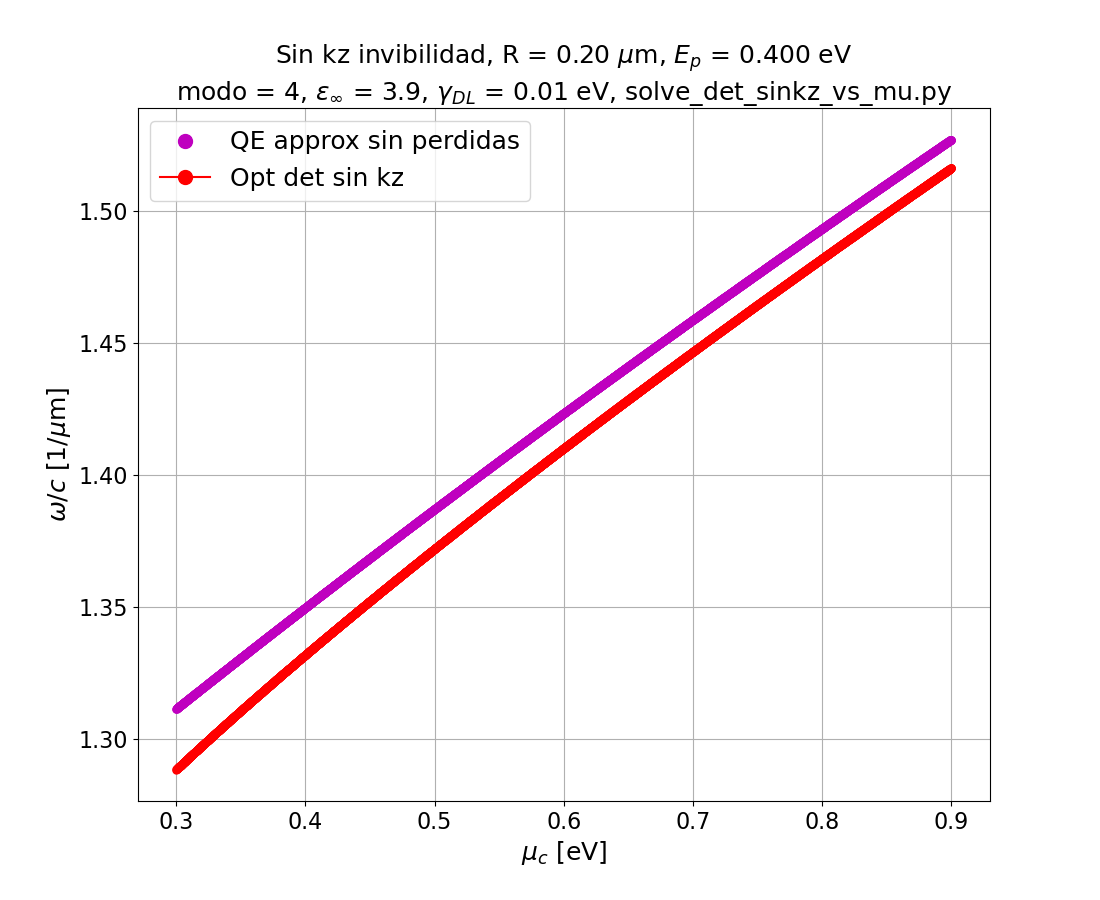 Sin kz invibilidad, R = 0.20 μm, E_p = 0.400 eV
modo = 4, ε_∞ = 3.9, γ_DL = 0.01 eV, solve_det_sinkz_vs_mu.py
QE approx sin perdidas
Opt det sin kz
1.50
1.45
1.40
1.35
1.30
ω/c [1/μm]
0.3 0.4 0.5 0.6 0.7 0.8 0.9
μ_c [eV]